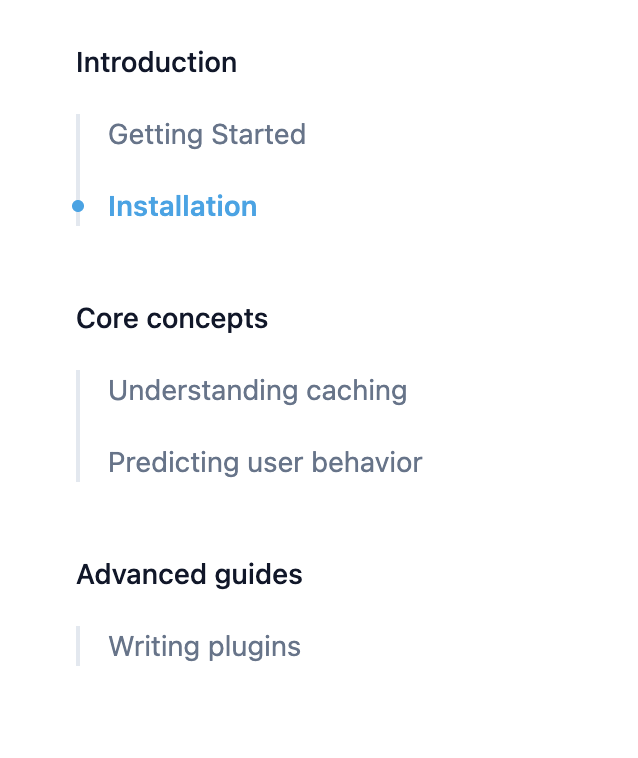 Introduction
Getting Started
Installation
Core concepts
Understanding caching
Predicting user behavior
Advanced guides
Writing plugins